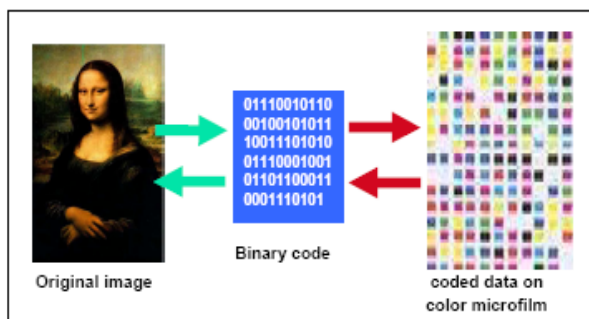 01110010110
00100101011
10011101010
01110001001
01101100011
0001110101
Binary code
Original image
coded data on
color microfilm